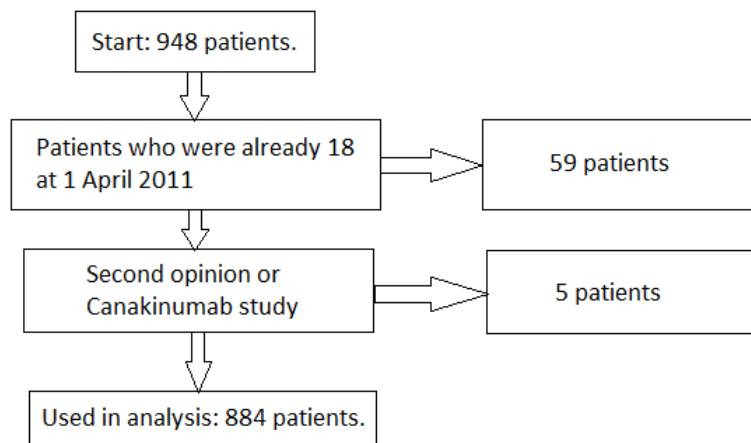 Start: 948 patients.
Patients who were already 18
at 1 April 2011
59 patients
Second opinion or
Canakinumab study
5 patients
Used in analysis: 884 patients.